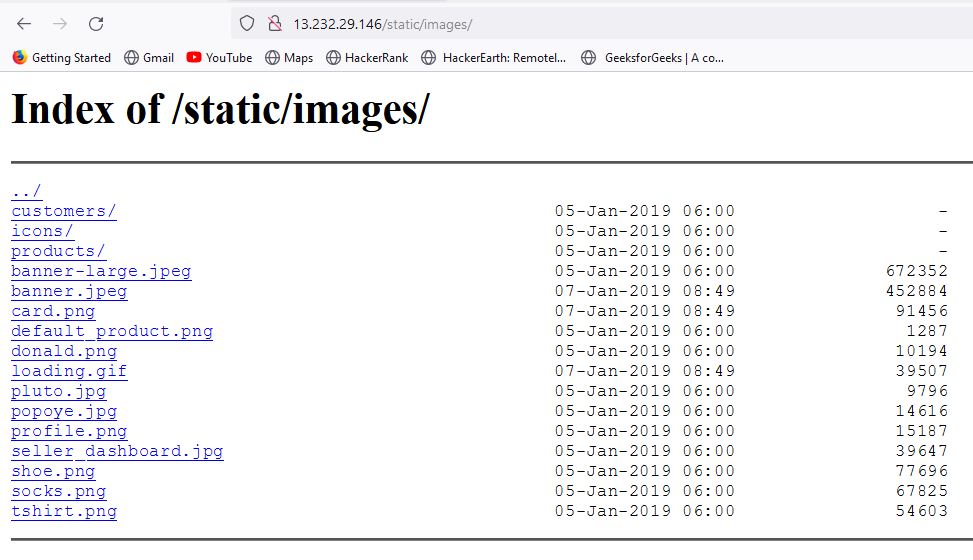 13.232.29.146/static/images/
Getting Started Gmail YouTube Maps HackerRank HackerEarth: Remotel... GeeksforGeeks | A co...
Index of /static/images/
../
customers/ 05-Jan-2019 06:00 -
icons/ 05-Jan-2019 06:00 -
products/ 05-Jan-2019 06:00 -
banner-large.jpeg 05-Jan-2019 06:00 672352
banner.jpeg 07-Jan-2019 08:49 452884
card.png 07-Jan-2019 08:49 91456
default_product.png 05-Jan-2019 06:00 1287
donald.png 05-Jan-2019 06:00 10194
loading.gif 07-Jan-2019 08:49 39507
pluto.jpg 05-Jan-2019 06:00 9796
popoye.jpg 05-Jan-2019 06:00 14616
profile.png 05-Jan-2019 06:00 15187
seller_dashboard.jpg 05-Jan-2019 06:00 39647
shoe.png 05-Jan-2019 06:00 77696
socks.png 05-Jan-2019 06:00 67825
tshirt.png 05-Jan-2019 06:00 54603